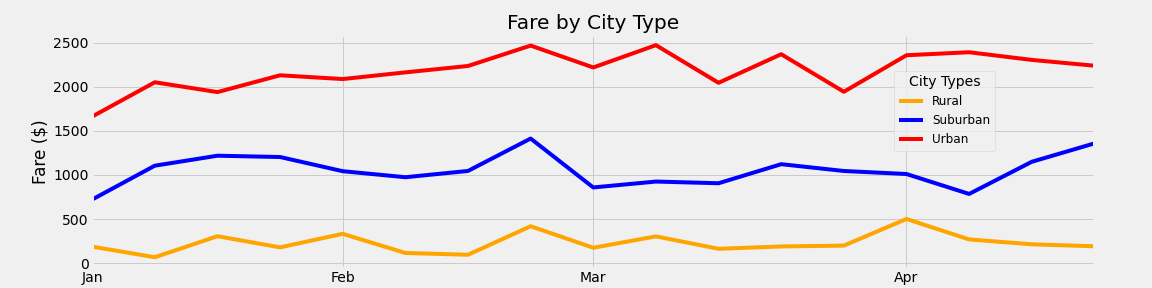 Fare by City Type
Fare ($)
2500
2000
1500
1000
500
0
Jan Feb Mar Apr
City Types
Rural
Suburban
Urban